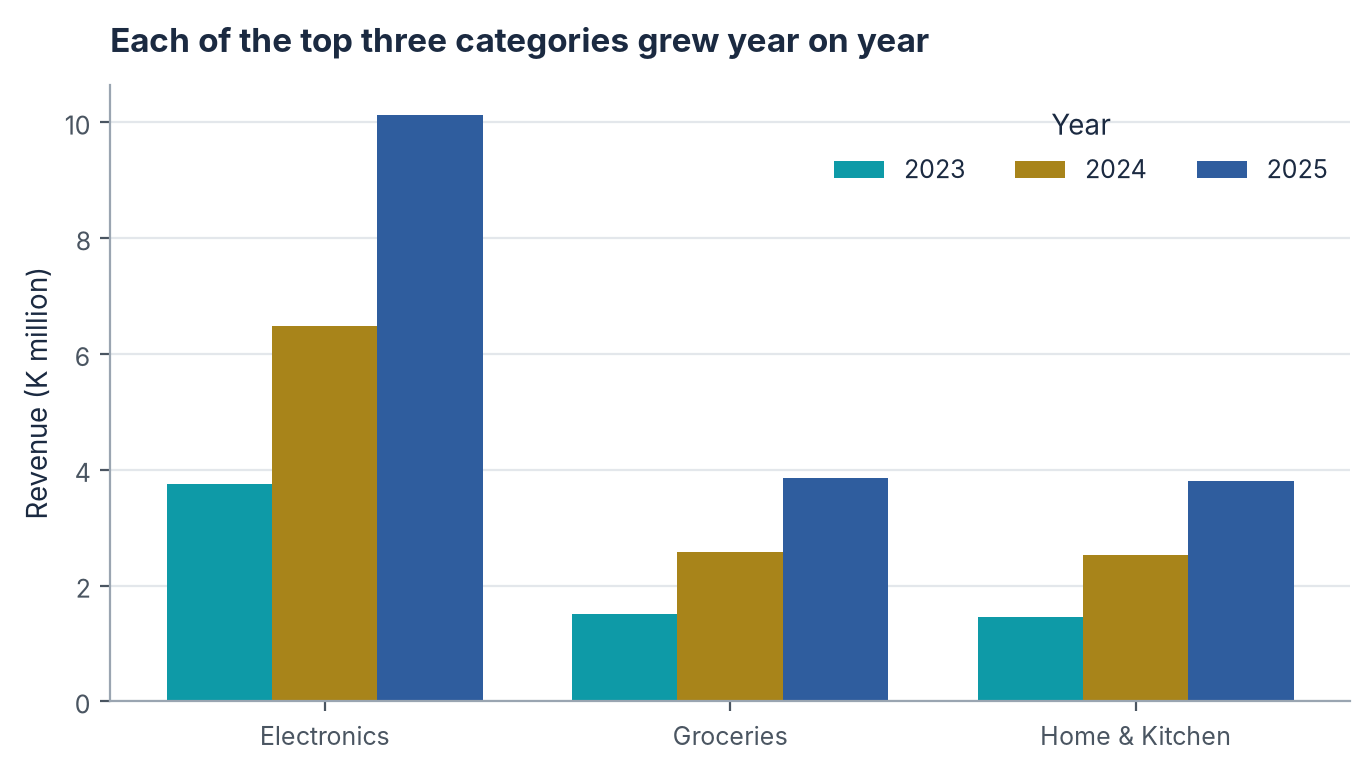 Each of the top three categories grew year on year
Revenue (K million)
10
8
6
4
2
0
Year
2023 2024 2025
Electronics Groceries Home & Kitchen